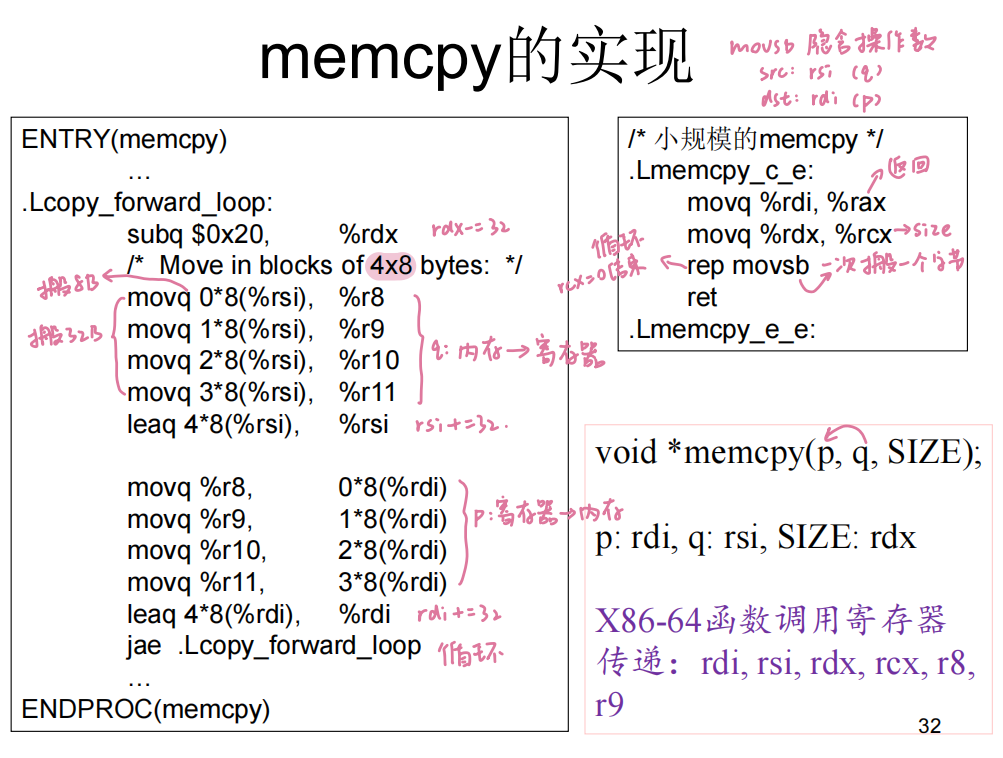 memcpy的实现
movsb 隐含操作数
src: rsi (q)
dst: rdi (p)
ENTRY(memcpy)
…
.Lcopy_forward_loop:
subq $0x20, %rdx rdx-=32
/* Move in blocks of 4x8 bytes: */
搬8B
movq 0*8(%rsi), %r8
搬32B
movq 1*8(%rsi), %r9
movq 2*8(%rsi), %r10
q: 内存→寄存器
movq 3*8(%rsi), %r11
leaq 4*8(%rsi), %rsi rsi+=32.
movq %r8, 0*8(%rdi)
movq %r9, 1*8(%rdi)
p:寄存器→内存
movq %r10, 2*8(%rdi)
movq %r11, 3*8(%rdi)
leaq 4*8(%rdi), %rdi rdi+=32
jae .Lcopy_forward_loop 循环
…
ENDPROC(memcpy)
/* 小规模的memcpy */
.Lmemcpy_c_e:
返回
movq %rdi, %rax
movq %rdx, %rcx →size
循环
rcx=0结束
rep movsb 一次搬一个字节
ret
.Lmemcpy_e_e:
void *memcpy(p, q, SIZE);
p: rdi, q: rsi, SIZE: rdx
X86-64函数调用寄存器
传递：rdi, rsi, rdx, rcx, r8,
r9
32